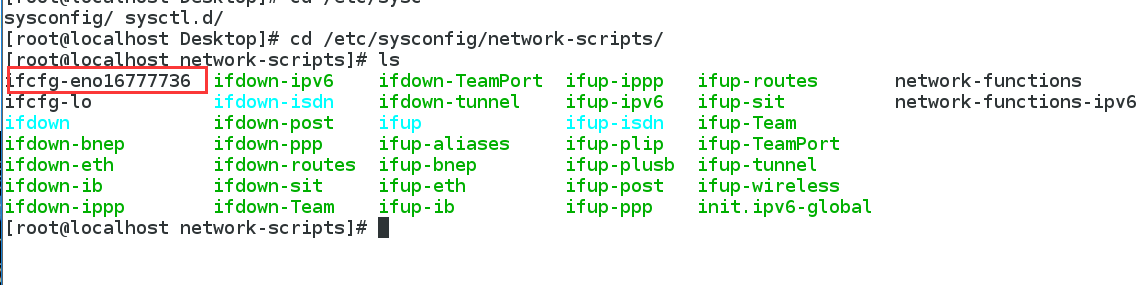 [root@localhost Desktop]# cd /etc/sysc
sysconfig/ sysctl.d/
[root@localhost Desktop]# cd /etc/sysconfig/network-scripts/
[root@localhost network-scripts]# ls
ifcfg-eno16777736 ifdown-ipv6 ifdown-TeamPort ifup-ippp ifup-routes network-functions
ifcfg-lo ifdown-isdn ifdown-tunnel ifup-ipv6 ifup-sit network-functions-ipv6
ifdown ifdown-post ifup ifup-isdn ifup-Team
ifdown-bnep ifdown-ppp ifup-aliases ifup-plip ifup-TeamPort
ifdown-eth ifdown-routes ifup-bnep ifup-plusb ifup-tunnel
ifdown-ib ifdown-sit ifup-eth ifup-post ifup-wireless
ifdown-ippp ifdown-Team ifup-ib ifup-ppp init.ipv6-global
[root@localhost network-scripts]#